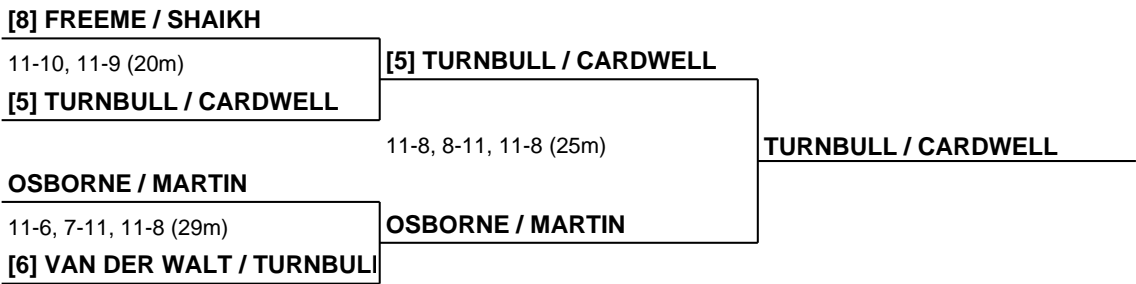 [8] FREEME / SHAIKH
11-10, 11-9 (20m)
[5] TURNBULL / CARDWELL
[5] TURNBULL / CARDWELL
11-8, 8-11, 11-8 (25m)
TURNBULL / CARDWELL
OSBORNE / MARTIN
11-6, 7-11, 11-8 (29m)
OSBORNE / MARTIN
[6] VAN DER WALT / TURNBULL